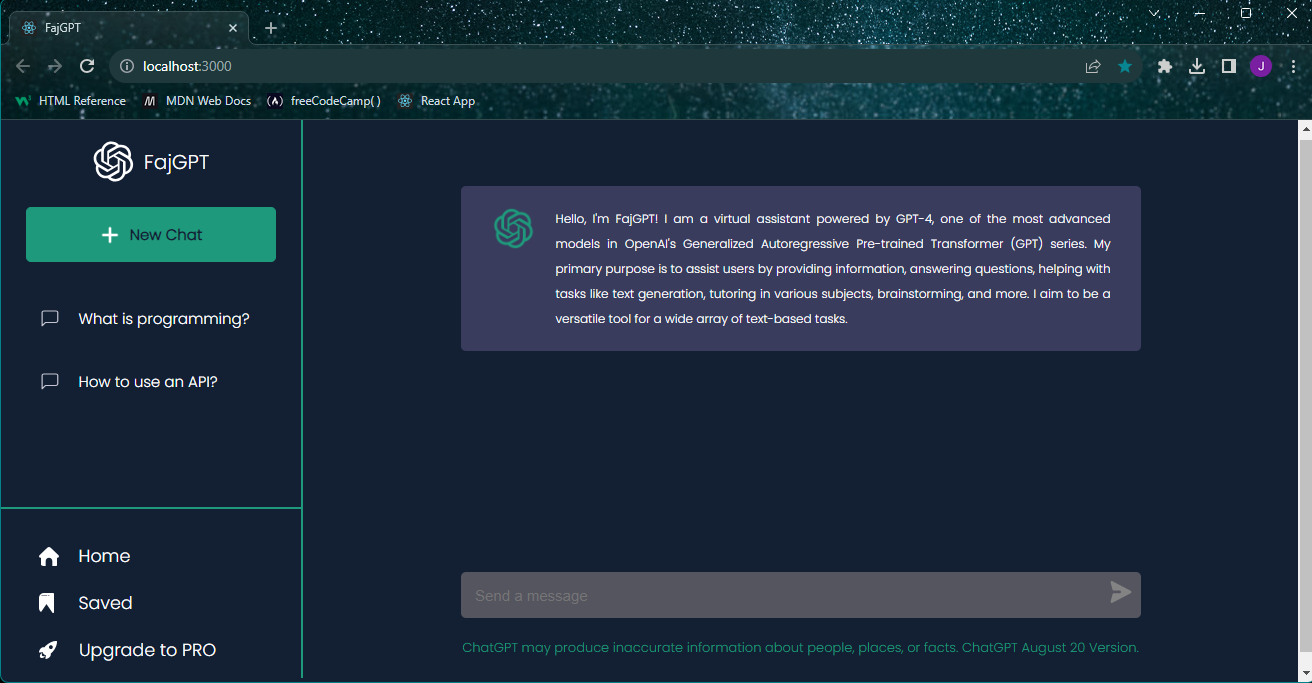 FajGPT
localhost:3000
J
HTML Reference
MDN Web Docs
freeCodeCamp()
React App
FajGPT
New Chat
What is programming?
How to use an API?
Home
Saved
Upgrade to PRO
Hello, I'm FajGPT! I am a virtual assistant powered by GPT-4, one of the most advanced
models in OpenAI's Generalized Autoregressive Pre-trained Transformer (GPT) series. My
primary purpose is to assist users by providing information, answering questions, helping with
tasks like text generation, tutoring in various subjects, brainstorming, and more. I aim to be a
versatile tool for a wide array of text-based tasks.
Send a message
ChatGPT may produce inaccurate information about people, places, or facts. ChatGPT August 20 Version.